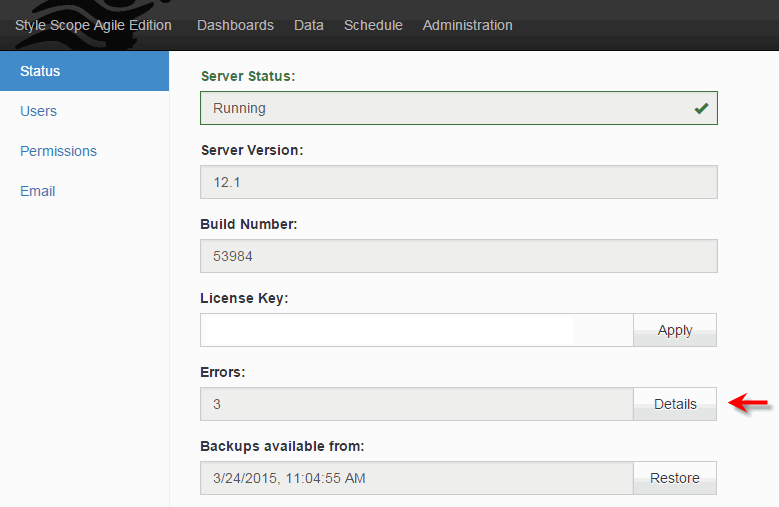 Style Scope Agile Edition Dashboards Data Schedule Administration
Status
Users
Permissions
Email
Server Status:
Running
Server Version:
12.1
Build Number:
53984
License Key:
Apply
Errors:
3 Details
Backups available from:
3/24/2015, 11:04:55 AM Restore